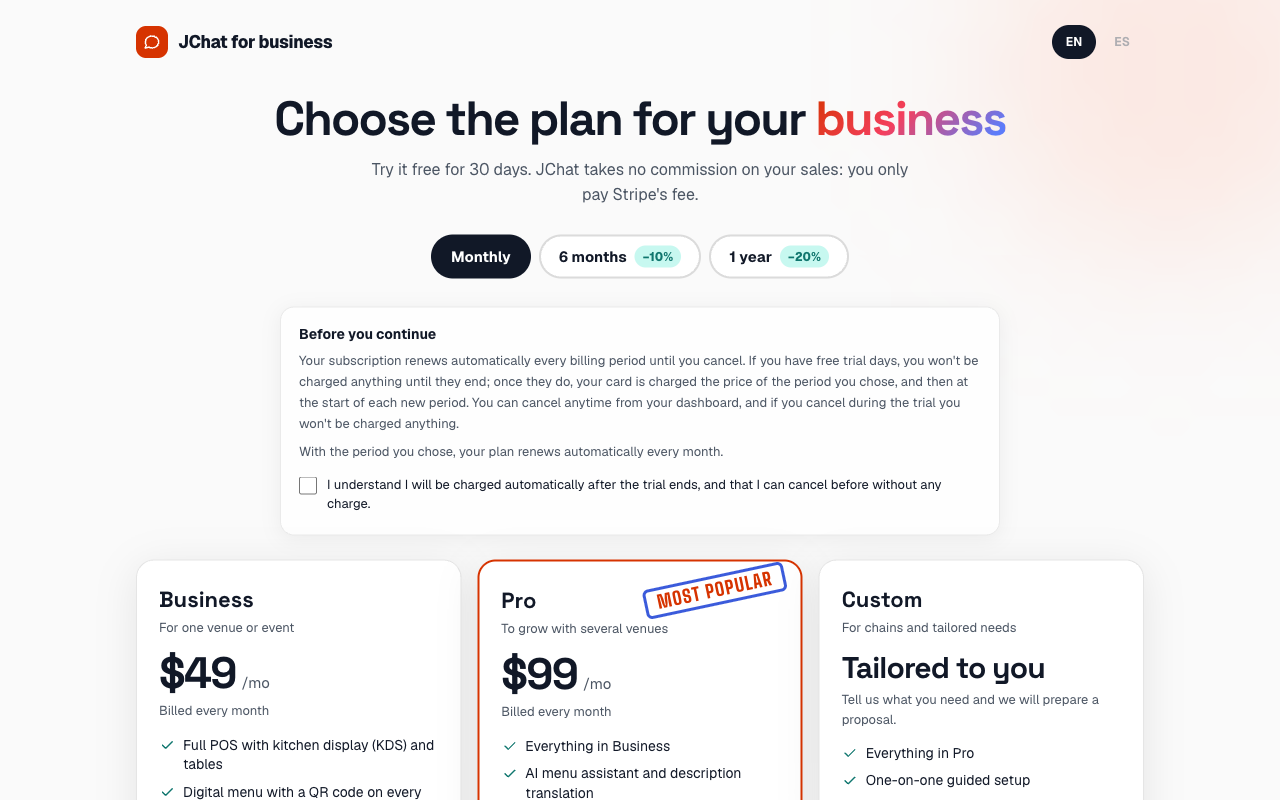 JChat for business
EN
ES
Choose the plan for your business
Try it free for 30 days. JChat takes no commission on your sales: you only
pay Stripe's fee.
Monthly
6 months
−10%
1 year
−20%
Before you continue
Your subscription renews automatically every billing period until you cancel. If you have free trial days, you won't be
charged anything until they end; once they do, your card is charged the price of the period you chose, and then at
the start of each new period. You can cancel anytime from your dashboard, and if you cancel during the trial you
won't be charged anything.
With the period you chose, your plan renews automatically every month.
I understand I will be charged automatically after the trial ends, and that I can cancel before without any
charge.
Business
For one venue or event
$49 /mo
Billed every month
Full POS with kitchen display (KDS) and
tables
Digital menu with a QR code on every
MOST POPULAR
Pro
To grow with several venues
$99 /mo
Billed every month
Everything in Business
AI menu assistant and description
translation
Custom
For chains and tailored needs
Tailored to you
Tell us what you need and we will prepare a
proposal.
Everything in Pro
One-on-one guided setup